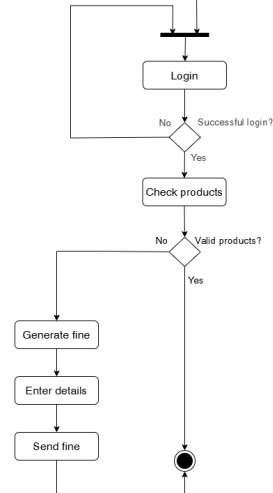 Login
No
Successful login?
Yes
Check products
No
Valid products?
Yes
Generate fine
Enter details
Send fine